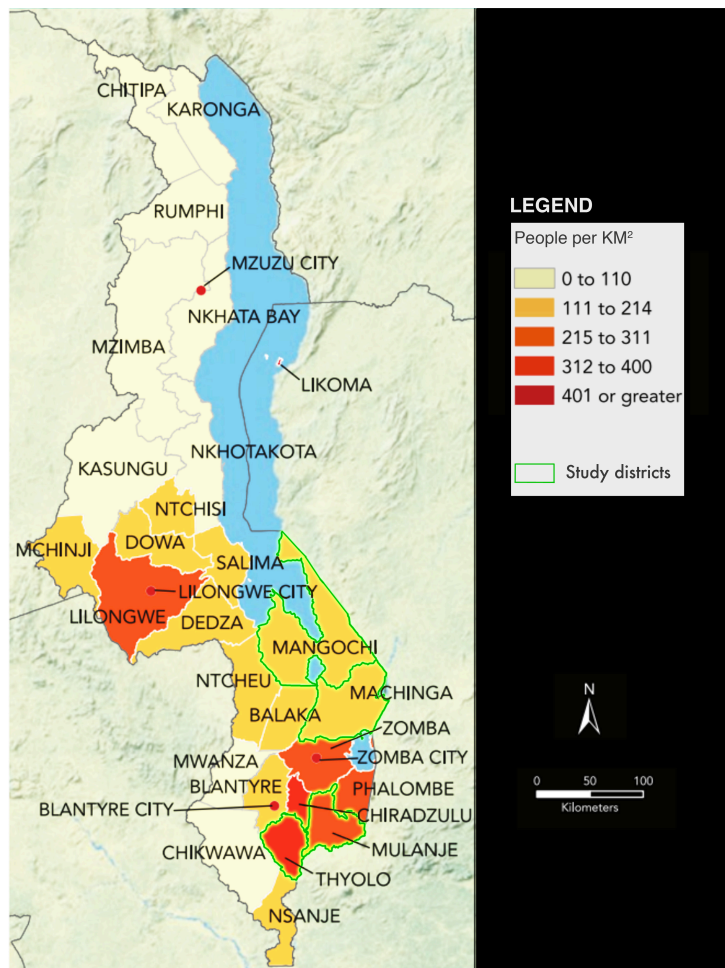 CHITIPA
KARONGA
RUMPHI
MZUZU CITY
NKHATA BAY
MZIMBA
LIKOMA
NKHOTAKOTA
KASUNGU
NTCHISI
MCHINJI
DOWA
SALIMA
LILONGWE CITY
LILONGWE
DEDZA
MANGOCHI
NTCHEU
MACHINGA
BALAKA
ZOMBA
MWANZA
ZOMBA CITY
BLANTYRE
PHALOMBE
BLANTYRE CITY
CHIRADZULU
CHIKWAWA
MULANJE
THYOLO
NSANJE
LEGEND
People per KM²
0 to 110
111 to 214
215 to 311
312 to 400
401 or greater
Study districts
N
0 50 100
Kilometers